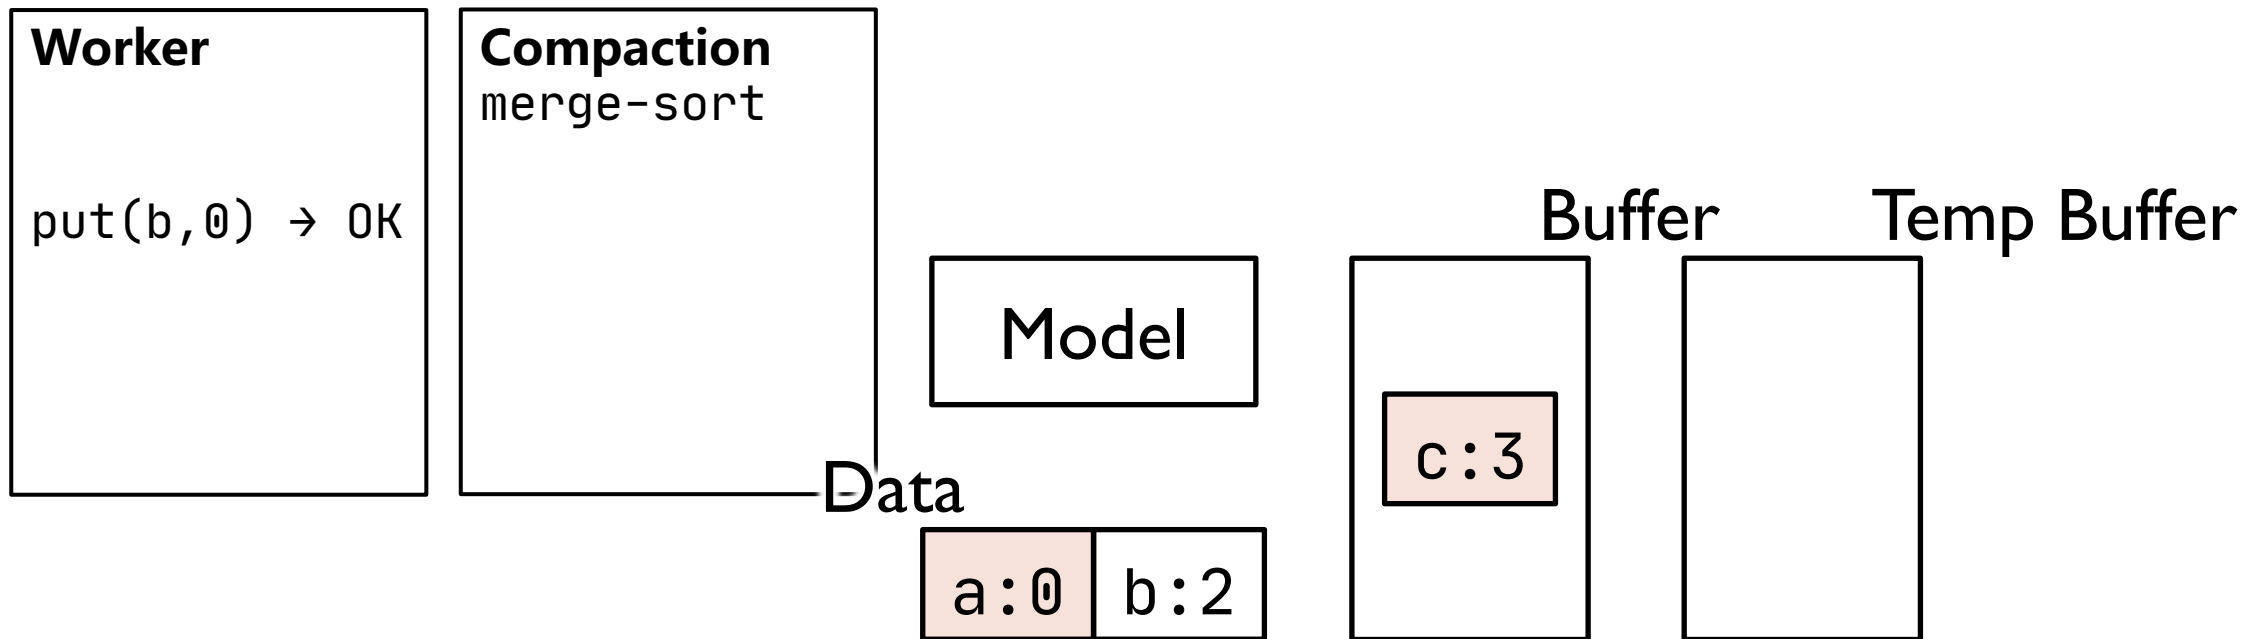 Worker
put(b,0) → OK
Compaction
merge-sort
Model
Data
a:0 b:2
Buffer
c:3
Temp Buffer